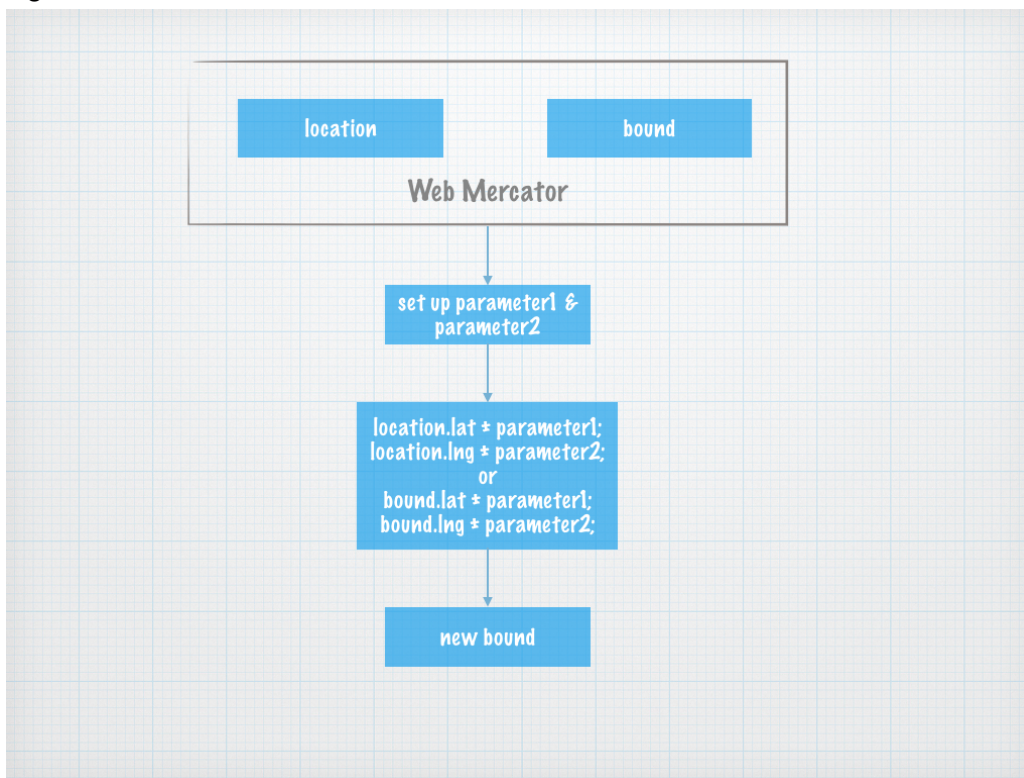 location
bound
Web Mercator
set up parameter1 &
parameter2
location.lat ± parameter1;
location.lng ± parameter2;
or
bound.lat ± parameter1;
bound.lng ± parameter2;
new bound